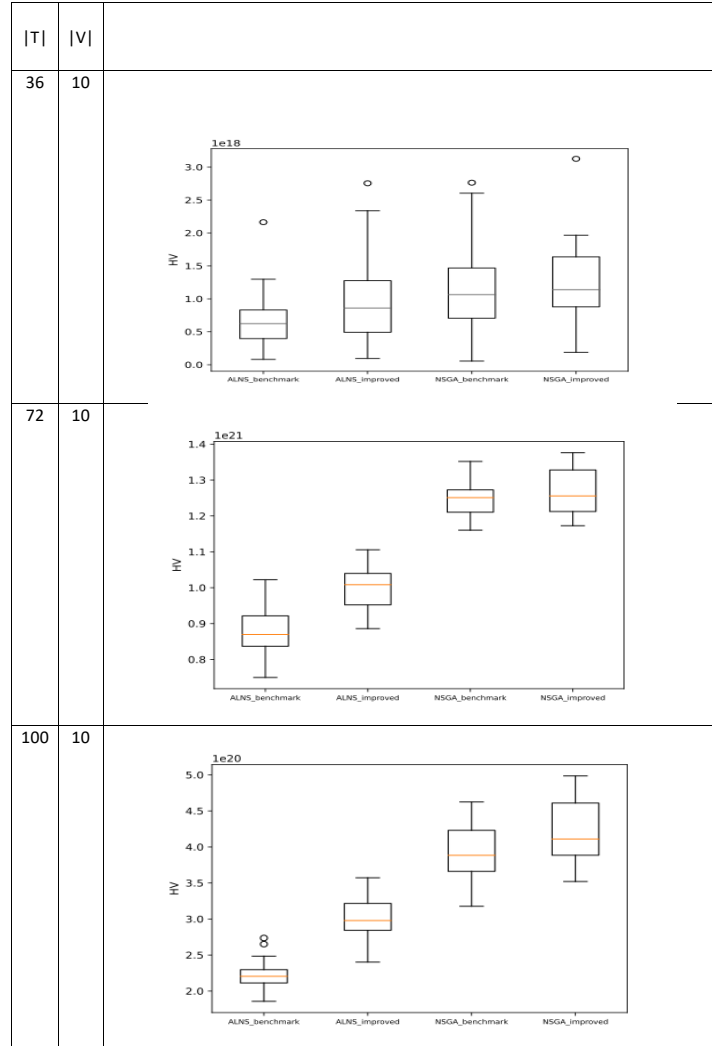 |T| |V|
36 10
1e18
3.0
2.5
2.0
1.5
1.0
0.5
0.0
HV
ALNS_benchmark ALNS_improved NSGA_benchmark NSGA_improved
72 10
1e21
1.4
1.3
1.2
1.1
1.0
0.9
0.8
HV
ALNS_benchmark ALNS_improved NSGA_benchmark NSGA_improved
100 10
1e20
5.0
4.5
4.0
3.5
3.0
2.5
2.0
HV
ALNS_benchmark ALNS_improved NSGA_benchmark NSGA_improved